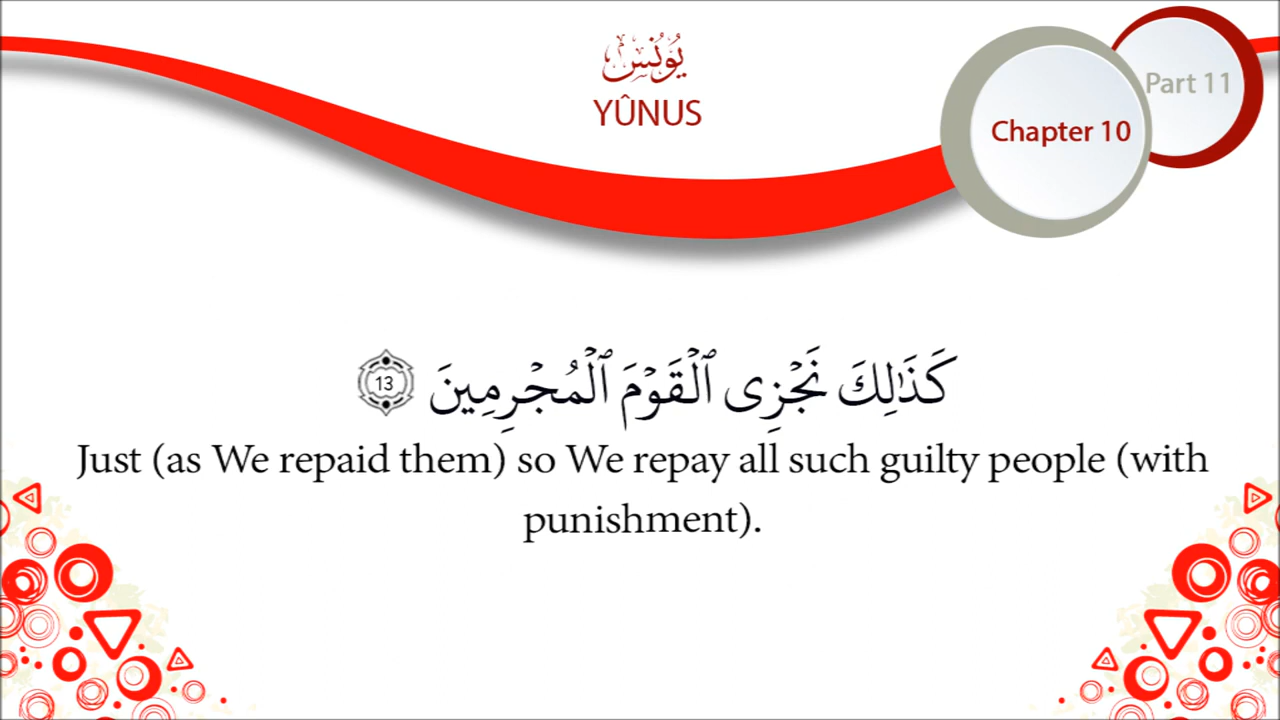 يُونُس
YÛNUS
Part 11
Chapter 10
كَذَٰلِكَ نَجْزِى ٱلْقَوْمَ ٱلْمُجْرِمِينَ 13
Just (as We repaid them) so We repay all such guilty people (with
punishment).